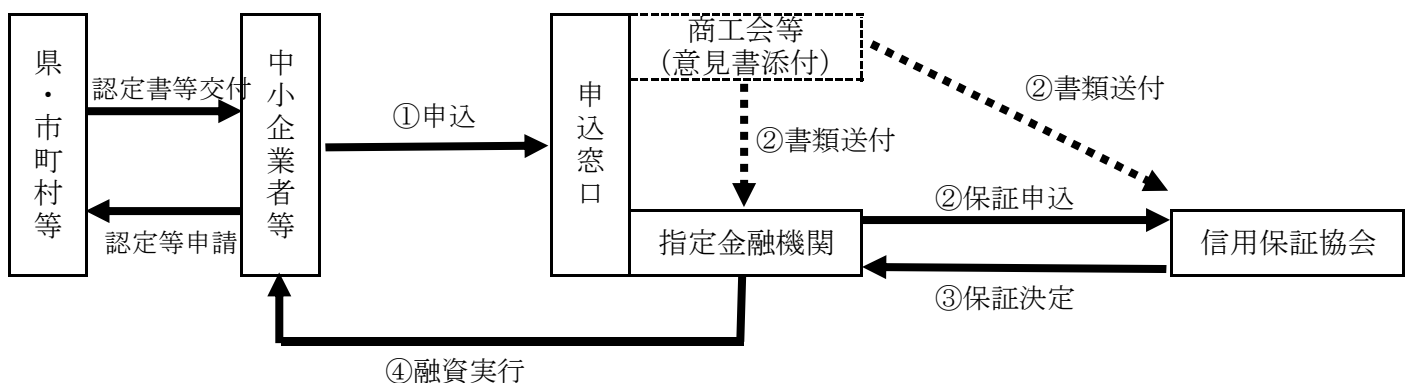 県・市町村等
認定書等交付
認定等申請
中小企業者等
①申込
申込窓口
商工会等
(意見書添付)
②書類送付
②書類送付
指定金融機関
②保証申込
③保証決定
信用保証協会
④融資実行